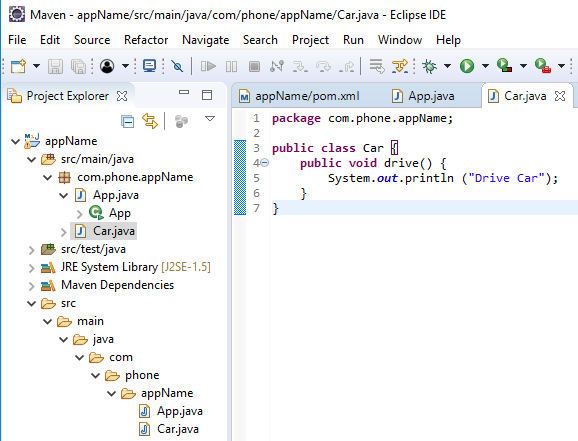 Maven - appName/src/main/java/com/phone/appName/Car.java - Eclipse IDE
File Edit Source Refactor Navigate Search Project Run Window Help
Project Explorer
appName
src/main/java
com.phone.appName
App.java
App
Car.java
src/test/java
JRE System Library [J2SE-1.5]
Maven Dependencies
src
main
java
com
phone
appName
App.java
Car.java
appName/pom.xml App.java Car.java
1 package com.phone.appName;
2
3 public class Car {
4 public void drive() {
5 System.out.println ("Drive Car");
6 }
7 }